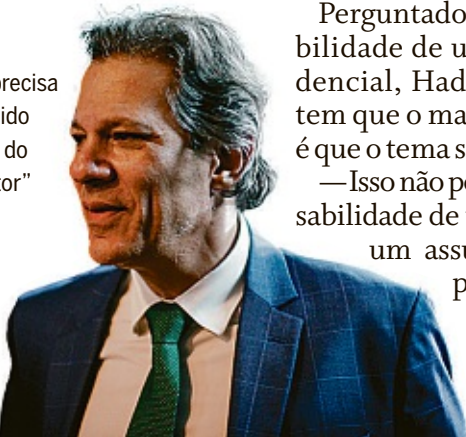 precisa
ido
do
tor”
Perguntado
bilidade de u
dencial, Had
tem que o ma
é que o tema s
— Isso não po
sabilidade de
um assu
p